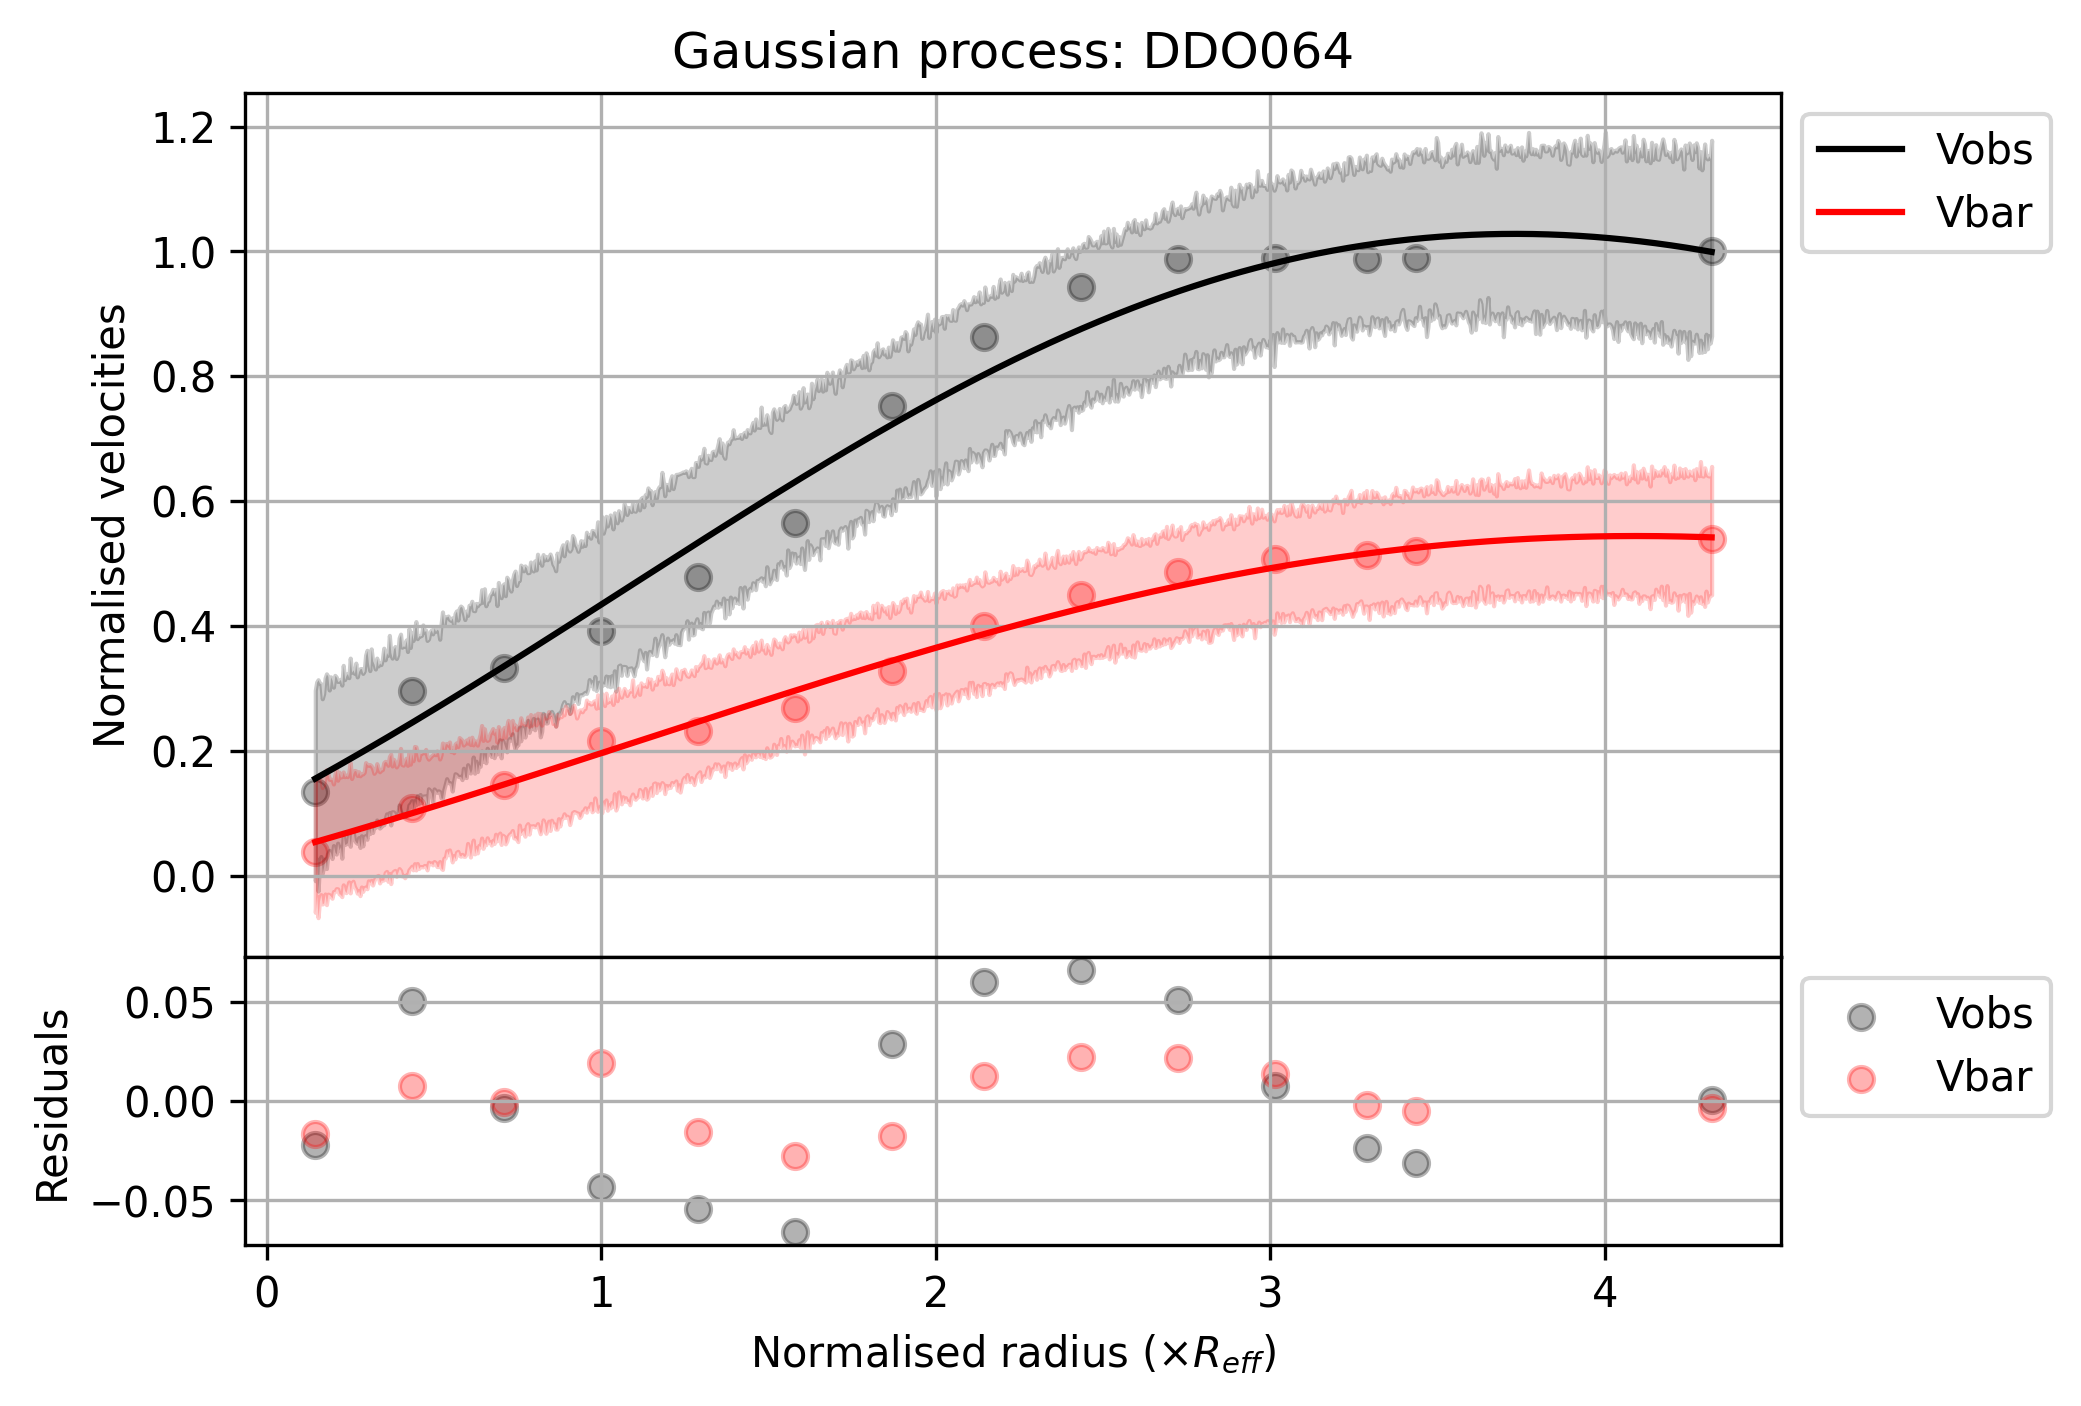 Gaussian process: DDO064
1.2
1.0
0.8
0.6
0.4
0.2
0.0
Normalised velocities
Vobs
Vbar
0.05
0.00
−0.05
Residuals
Vobs
Vbar
0 1 2 3 4
Normalised radius (×R_eff)